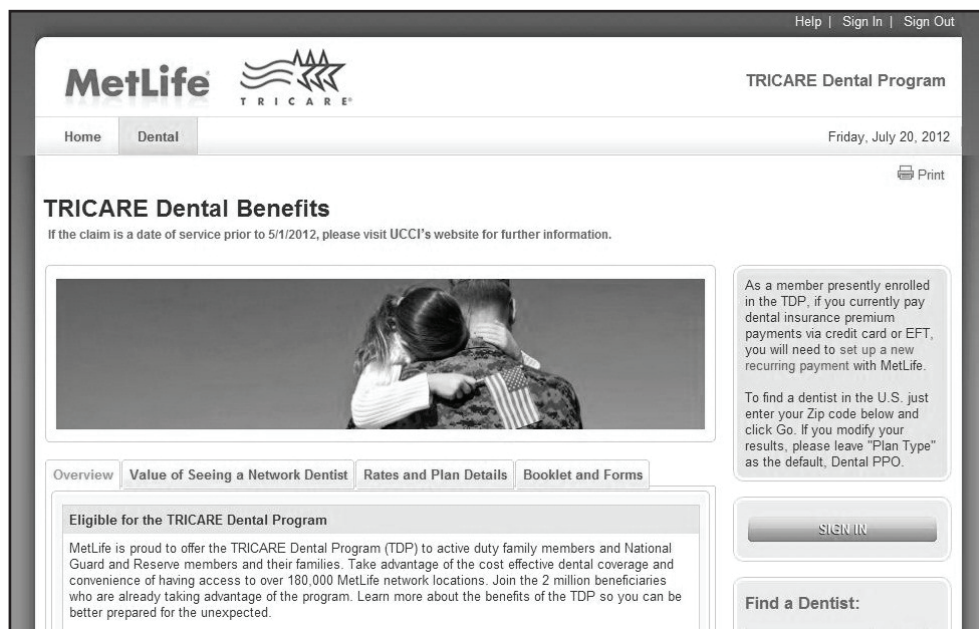 Help | Sign In | Sign Out
MetLife
TRICARE®
TRICARE Dental Program
Home
Dental
Friday, July 20, 2012
Print
TRICARE Dental Benefits
If the claim is a date of service prior to 5/1/2012, please visit UCCI's website for further information.
As a member presently enrolled
in the TDP, if you currently pay
dental insurance premium
payments via credit card or EFT,
you will need to set up a new
recurring payment with MetLife.
To find a dentist in the U.S. just
enter your Zip code below and
click Go. If you modify your
results, please leave "Plan Type"
as the default, Dental PPO.
Overview
Value of Seeing a Network Dentist
Rates and Plan Details
Booklet and Forms
Eligible for the TRICARE Dental Program
MetLife is proud to offer the TRICARE Dental Program (TDP) to active duty family members and National
Guard and Reserve members and their families. Take advantage of the cost effective dental coverage and
convenience of having access to over 180,000 MetLife network locations. Join the 2 million beneficiaries
who are already taking advantage of the program. Learn more about the benefits of the TDP so you can be
better prepared for the unexpected.
SIGN IN
Find a Dentist: